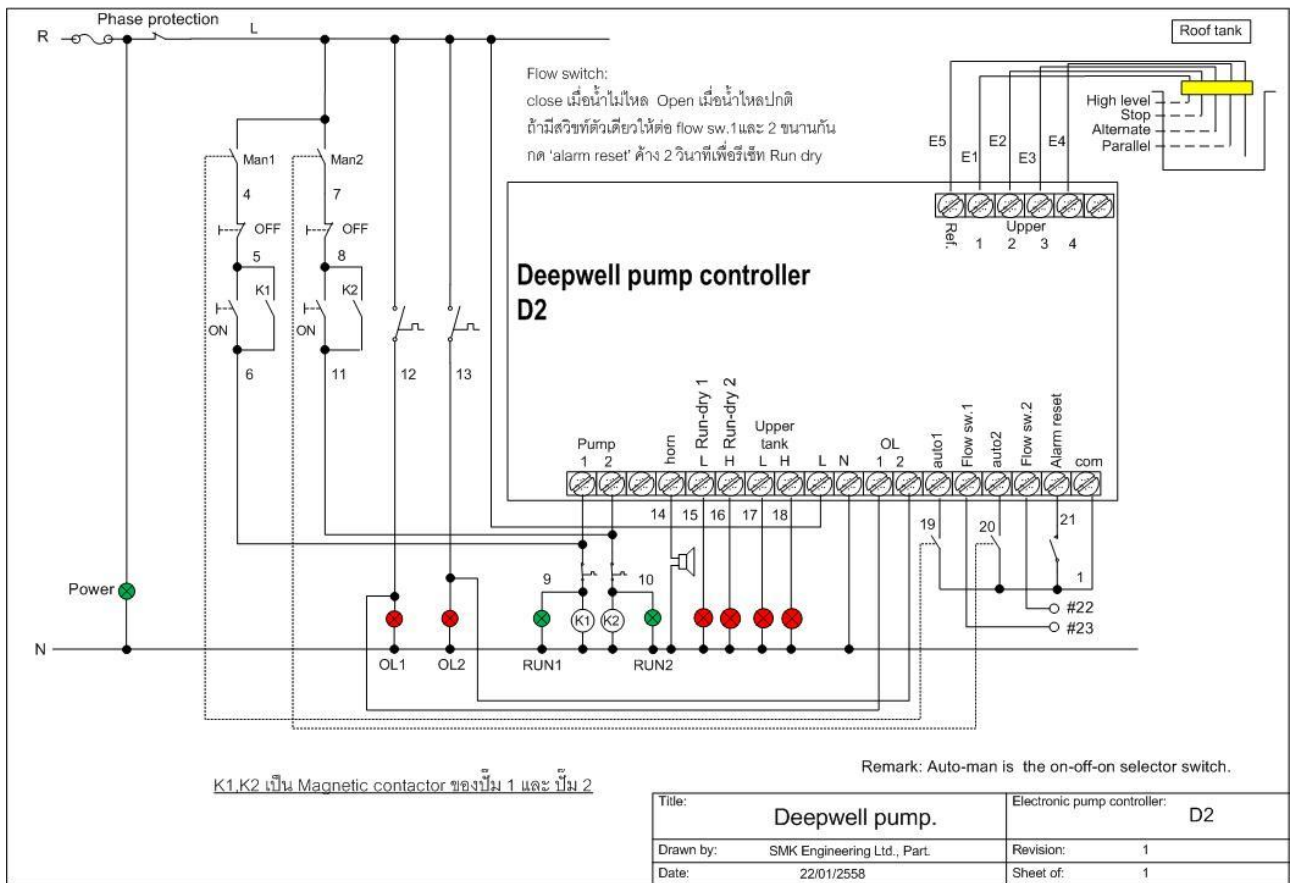 Phase protection
R
L
Roof tank
Flow switch:
close เมื่อน้ำไม่ไหล Open เมื่อน้ำไหลปกติ
ถ้ามีสวิชท์ตัวเดียวให้ต่อ flow sw.1และ 2 ขนานกัน
กด 'alarm reset' ค้าง 2 วินาทีเพื่อรีเซ็ท Run dry
High level
Stop
Alternate
Parallel
E5
E1
E2
E3
E4
Man1
Man2
4
7
OFF
OFF
5
8
K1
K2
ON
ON
6
11
12
13
Ref.
Upper
1
2
3
4
Deepwell pump controller
D2
Pump
1
2
horn
Run-dry 1
L
Run-dry 2
H
Upper
tank
L
H
L
N
OL
1
2
auto1
Flow sw.1
auto2
Flow sw.2
Alarm reset
com
14
15
16
17
18
19
20
21
1
Power
9
10
K1
K2
#22
#23
N
OL1
OL2
RUN1
RUN2
K1,K2 เป็น Magnetic contactor ของปั๊ม 1 และ ปั๊ม 2
Remark: Auto-man is the on-off-on selector switch.
Title:
Deepwell pump.
Electronic pump controller:
D2
Drawn by:
SMK Engineering Ltd., Part.
Revision:
1
Date:
22/01/2558
Sheet of:
1